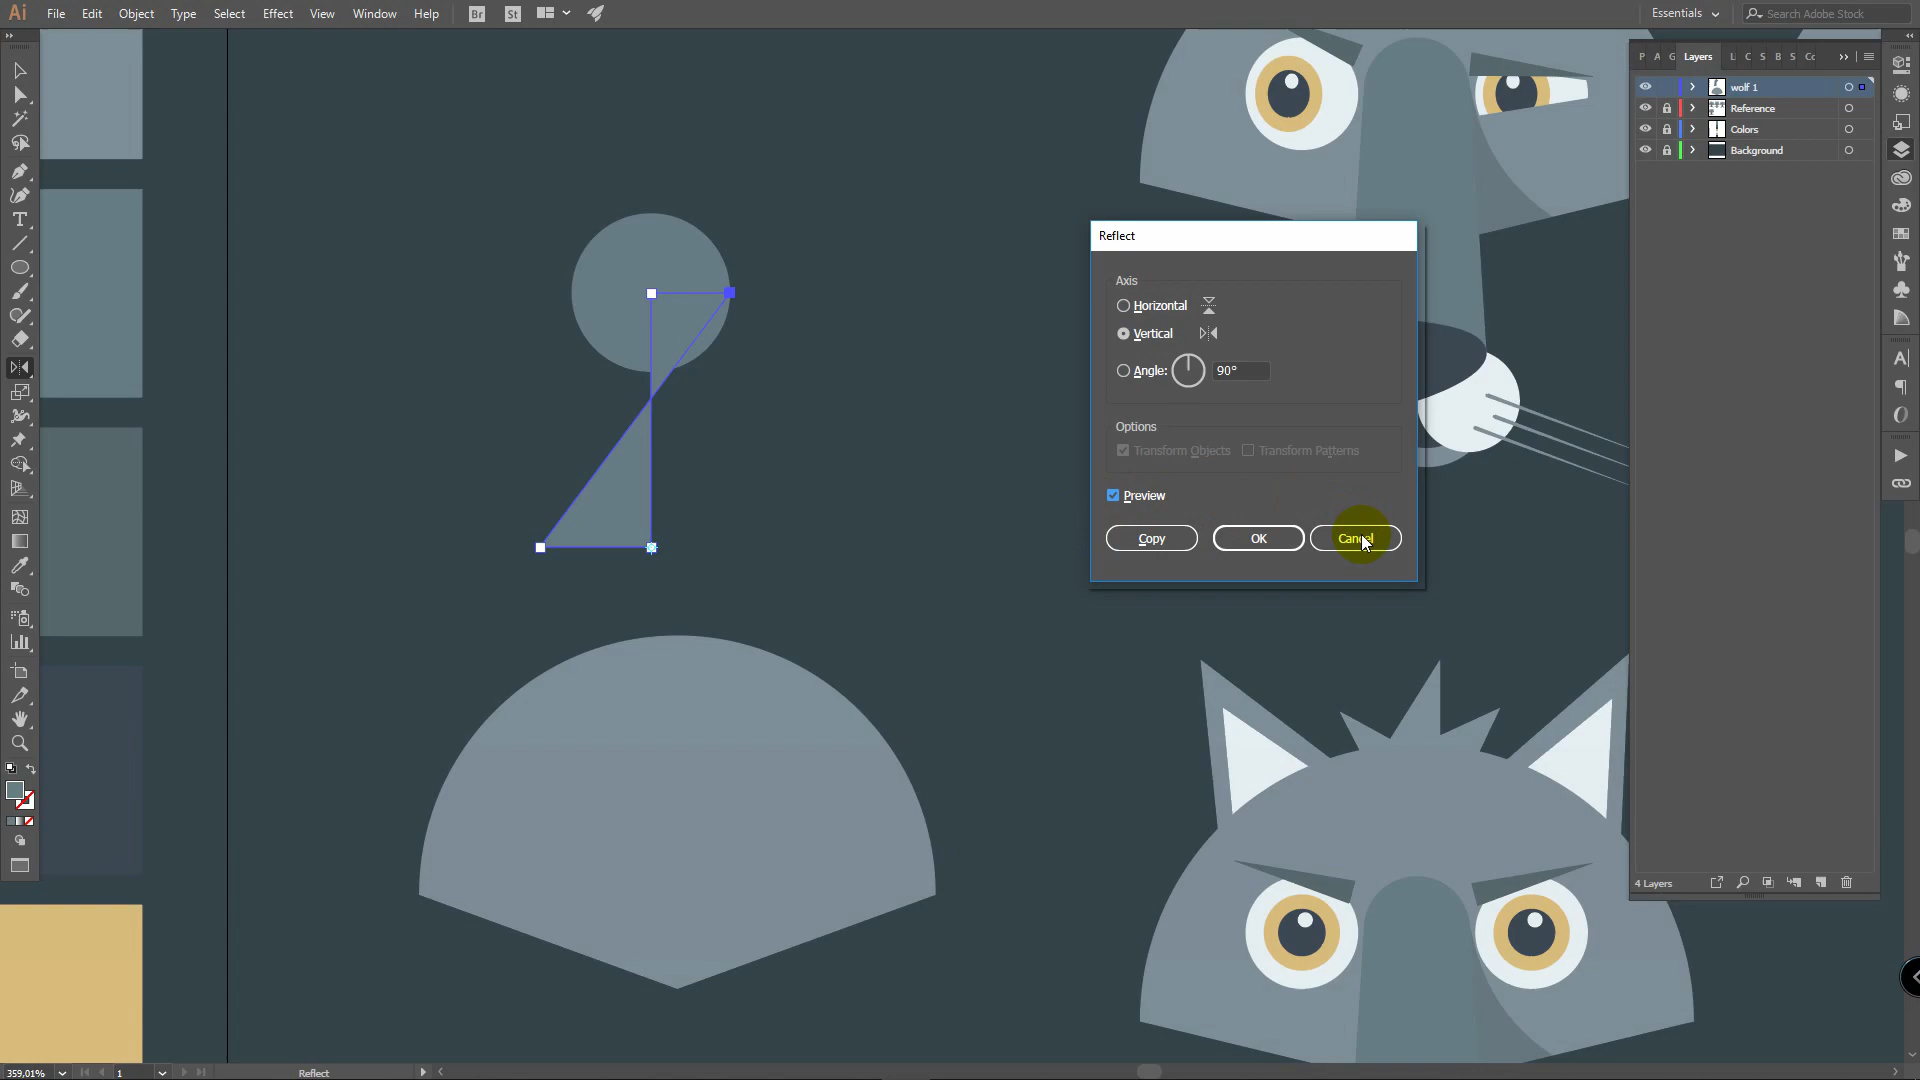 Ai File Edit Object Type Select Effect View Window Help Br St Essentials Search Adobe Stock
P A G Layers L C S B S Cc
wolf 1
Reference
Colors
Background
Reflect
Axis
Horizontal
Vertical
Angle: 90°
Options
Transform Objects Transform Patterns
Preview
Copy OK Cancel
T
A
4 Layers
359,01% 1 Reflect